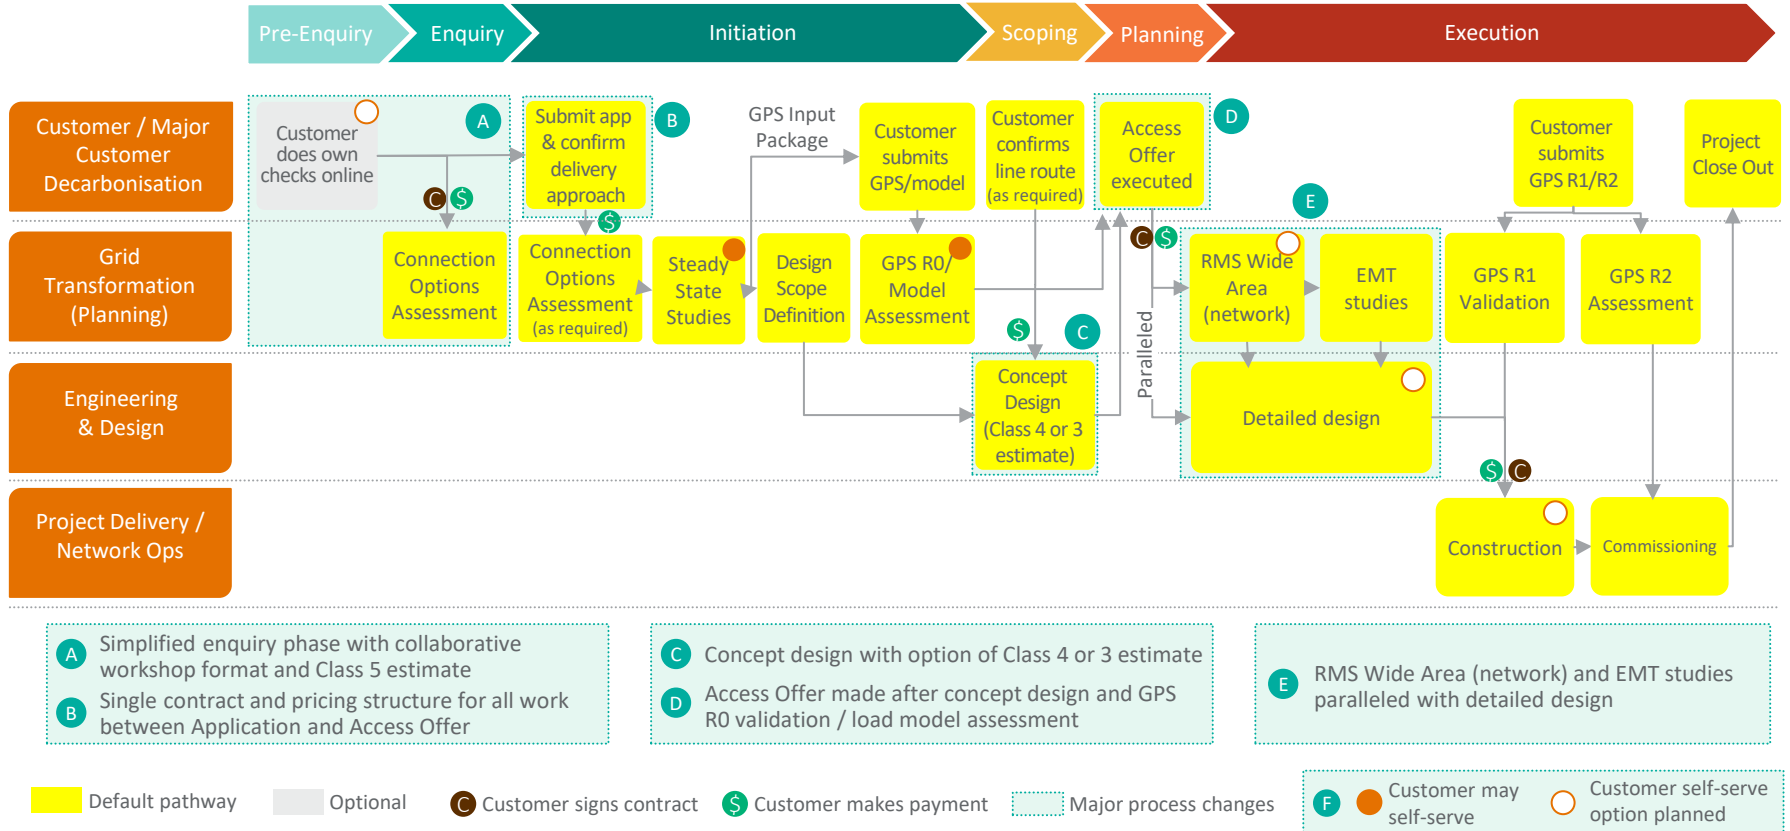 Pre-Enquiry
Enquiry
Initiation
Scoping
Planning
Execution
Customer / Major
Customer
Decarbonisation
Customer
does own
checks online
A
C
$
Submit app
& confirm
delivery
approach
B
$
GPS Input
Package
Customer
submits
GPS/model
Customer
confirms
line route
(as required)
Access
Offer
executed
D
Customer
submits
GPS R1/R2
Project
Close Out
Grid
Transformation
(Planning)
Connection
Options
Assessment
Connection
Options
Assessment
(as required)
Steady
State
Studies
Design
Scope
Definition
GPS R0/
Model
Assessment
$
C
C
$
E
RMS Wide
Area
(network)
EMT
studies
GPS R1
Validation
GPS R2
Assessment
Paralleled
Engineering
& Design
Concept
Design
(Class 4 or 3
estimate)
Detailed design
$
C
Project Delivery /
Network Ops
Construction
Commissioning
A
Simplified enquiry phase with collaborative
workshop format and Class 5 estimate
B
Single contract and pricing structure for all work
between Application and Access Offer
C
Concept design with option of Class 4 or 3 estimate
D
Access Offer made after concept design and GPS
R0 validation / load model assessment
E
RMS Wide Area (network) and EMT studies
paralleled with detailed design
Default pathway
Optional
C
Customer signs contract
$
Customer makes payment
Major process changes
F
Customer may
self-serve
Customer self-serve
option planned